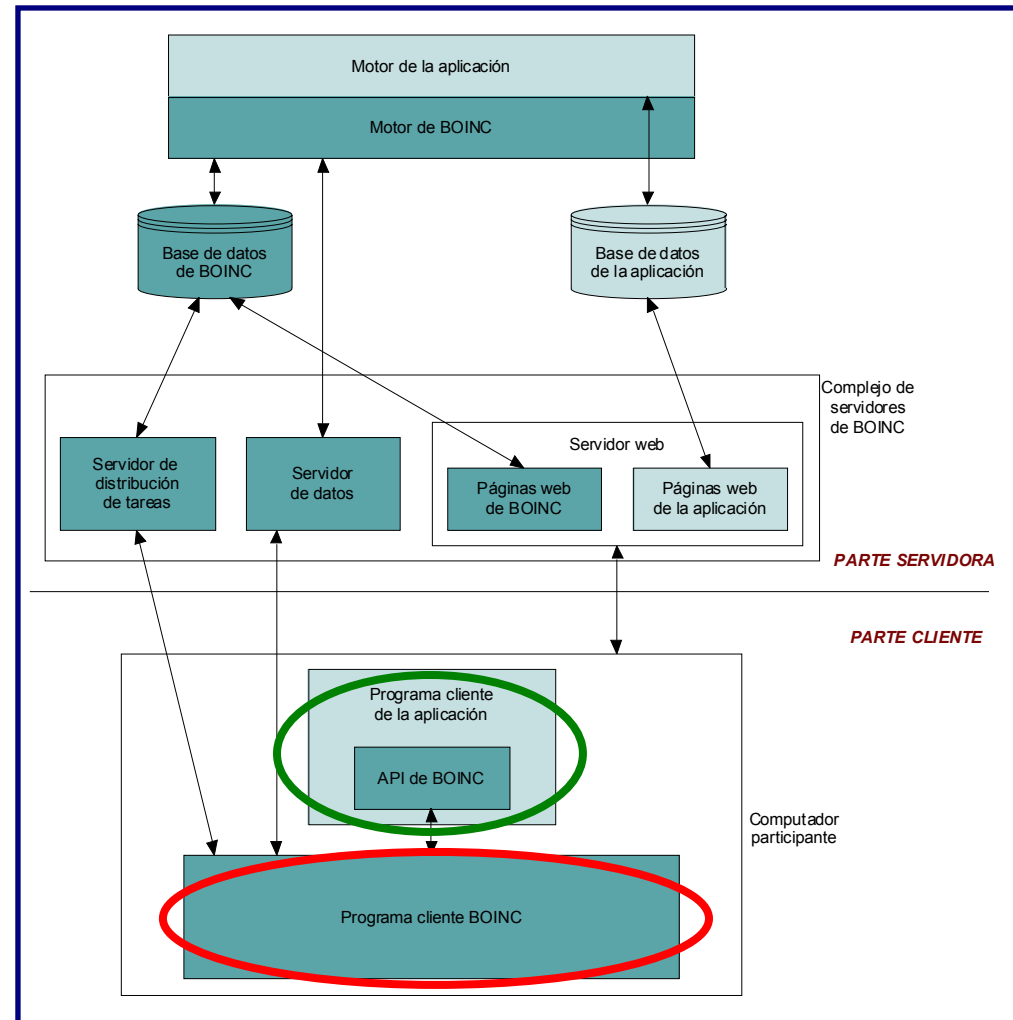 Motor de la aplicación
Motor de BOINC
Base de datos
de BOINC
Base de datos
de la aplicación
Complejo de
servidores
de BOINC
Servidor web
Servidor de
distribución
de tareas
Servidor
de datos
Páginas web
de BOINC
Páginas web
de la aplicación
PARTE SERVIDORA
PARTE CLIENTE
Programa cliente
de la aplicación
API de BOINC
Computador
participante
Programa cliente BOINC